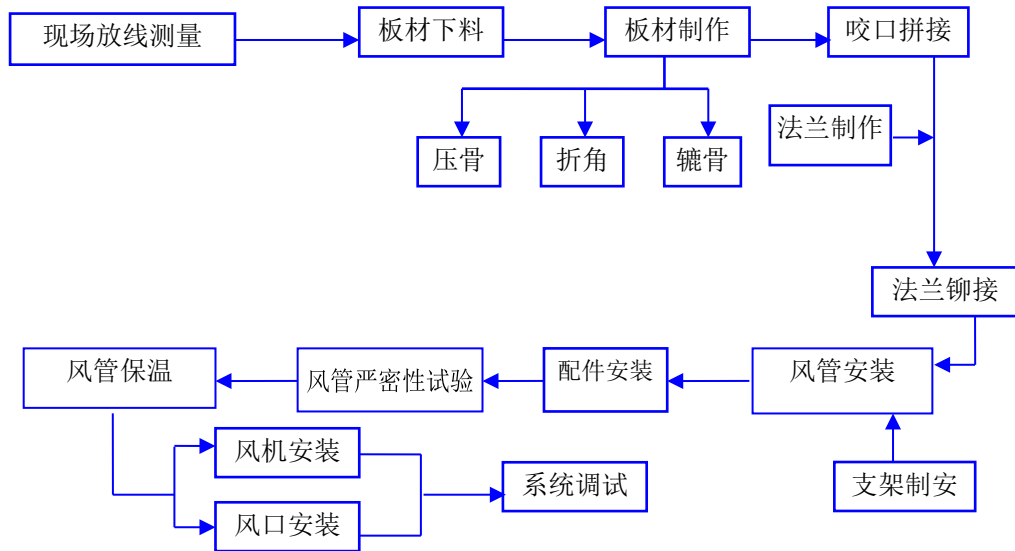 现场放线测量
板材下料
板材制作
咬口拼接
法兰制作
压骨
折角
辘骨
法兰铆接
风管保温
风管严密性试验
配件安装
风管安装
风机安装
系统调试
支架制安
风口安装